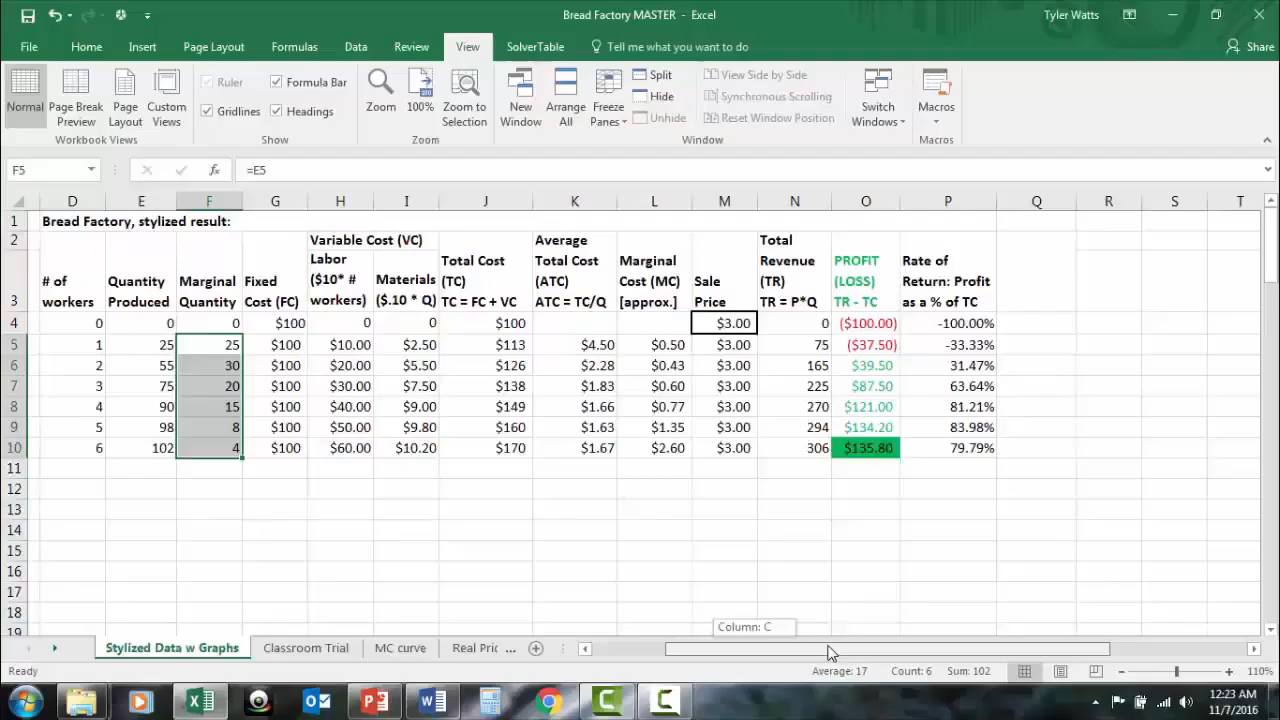 Bread Factory MASTER - Excel
Tyler Watts
File Home Insert Page Layout Formulas Data Review View SolverTable Tell me what you want to do Share
Normal
Page Break Preview
Page Layout
Custom Views
Workbook Views
Ruler
Formula Bar
Gridlines
Headings
Show
Zoom
100%
Zoom to Selection
Zoom
New Window
Arrange All
Freeze Panes
Split
Hide
Unhide
View Side by Side
Synchronous Scrolling
Reset Window Position
Window
Switch Windows
Macros
Macros
F5 fx =E5
D E F G H I J K L M N O P Q R S T
1 Bread Factory, stylized result:
2 Variable Cost (VC)
3 # of workers
Quantity Produced
Marginal Quantity
Fixed Cost (FC)
Labor ($10* # workers)
Materials ($.10 * Q)
Total Cost (TC) TC = FC + VC
Average Total Cost (ATC) ATC = TC/Q
Marginal Cost (MC) [approx.]
Sale Price
Total Revenue (TR) TR = P*Q
PROFIT (LOSS) TR - TC
Rate of Return: Profit as a % of TC
4 0 0 0 $100 0 0 $100 $3.00 0 ($100.00) -100.00%
5 1 25 25 $100 $10.00 $2.50 $113 $4.50 $0.50 $3.00 75 ($37.50) -33.33%
6 2 55 30 $100 $20.00 $5.50 $126 $2.28 $0.43 $3.00 165 $39.50 31.47%
7 3 75 20 $100 $30.00 $7.50 $138 $1.83 $0.60 $3.00 225 $87.50 63.64%
8 4 90 15 $100 $40.00 $9.00 $149 $1.66 $0.77 $3.00 270 $121.00 81.21%
9 5 98 8 $100 $50.00 $9.80 $160 $1.63 $1.35 $3.00 294 $134.20 83.98%
10 6 102 4 $100 $60.00 $10.20 $170 $1.67 $2.60 $3.00 306 $135.80 79.79%
11
12
13
14
15
16
17
18
19
Column: C
Stylized Data w Graphs Classroom Trial MC curve Real Pric ...
Ready Average: 17 Count: 6 Sum: 102 110%
12:23 AM
11/7/2016